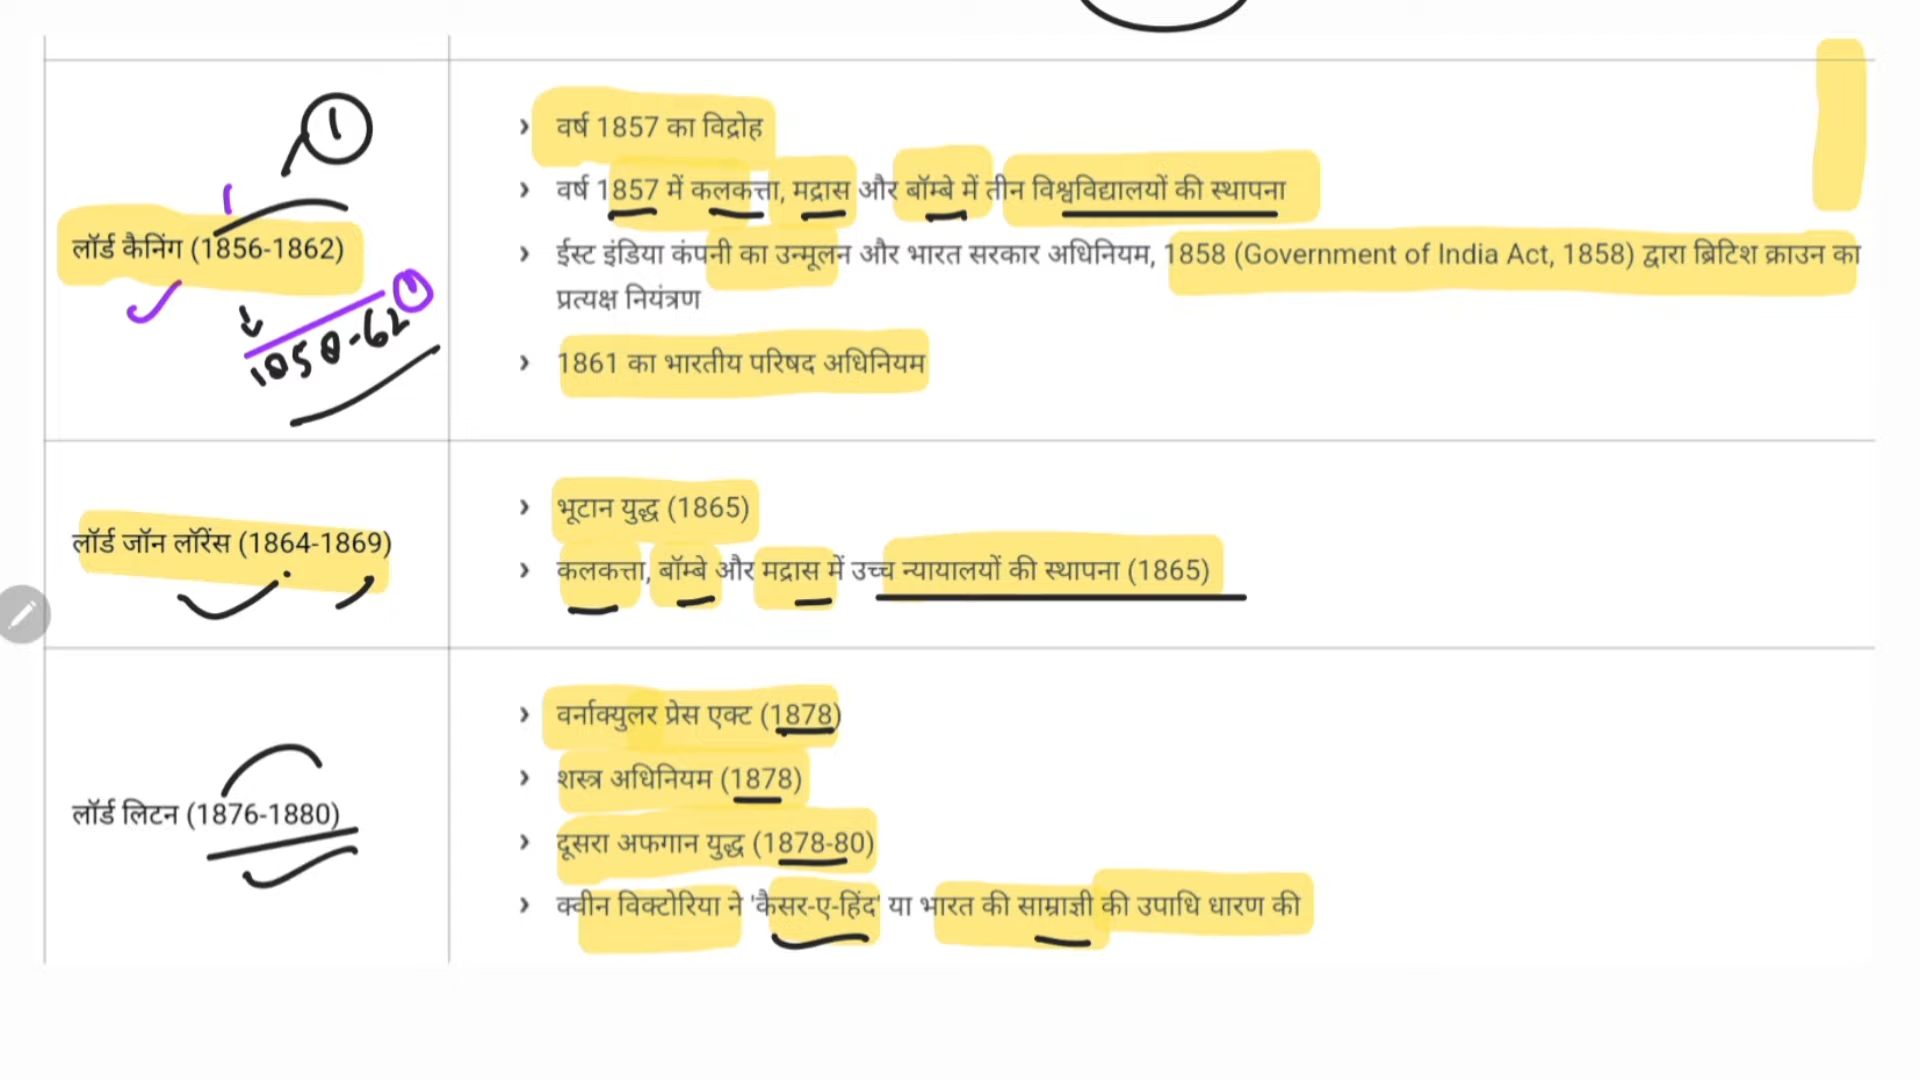 लॉर्ड कैनिंग (1856-1862)
1
1858-62
› वर्ष 1857 का विद्रोह
› वर्ष 1857 में कलकत्ता, मद्रास और बॉम्बे में तीन विश्वविद्यालयों की स्थापना
› ईस्ट इंडिया कंपनी का उन्मूलन और भारत सरकार अधिनियम, 1858 (Government of India Act, 1858) द्वारा ब्रिटिश क्राउन का
प्रत्यक्ष नियंत्रण
› 1861 का भारतीय परिषद अधिनियम
लॉर्ड जॉन लॉरेंस (1864-1869)
› भूटान युद्ध (1865)
› कलकत्ता, बॉम्बे और मद्रास में उच्च न्यायालयों की स्थापना (1865)
लॉर्ड लिटन (1876-1880)
› वर्नाक्युलर प्रेस एक्ट (1878)
› शस्त्र अधिनियम (1878)
› दूसरा अफगान युद्ध (1878-80)
› क्वीन विक्टोरिया ने 'कैसर-ए-हिंद' या भारत की साम्राज्ञी की उपाधि धारण की